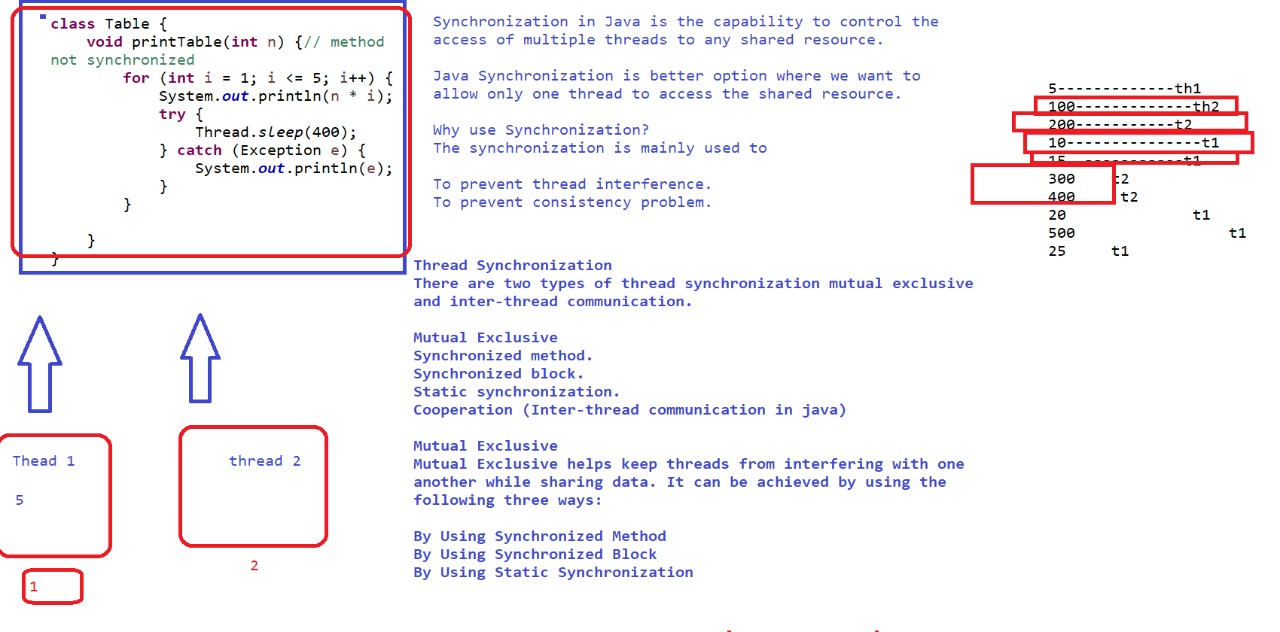 class Table {
void printTable(int n) {// method
not synchronized
for (int i = 1; i <= 5; i++) {
System.out.println(n * i);
try {
Thread.sleep(400);
} catch (Exception e) {
System.out.println(e);
}
}
}
}
Thead 1
5
1
thread 2
2
Synchronization in Java is the capability to control the
access of multiple threads to any shared resource.
Java Synchronization is better option where we want to
allow only one thread to access the shared resource.
Why use Synchronization?
The synchronization is mainly used to
To prevent thread interference.
To prevent consistency problem.
Thread Synchronization
There are two types of thread synchronization mutual exclusive
and inter-thread communication.
Mutual Exclusive
Synchronized method.
Synchronized block.
Static synchronization.
Cooperation (Inter-thread communication in java)
Mutual Exclusive
Mutual Exclusive helps keep threads from interfering with one
another while sharing data. It can be achieved by using the
following three ways:
By Using Synchronized Method
By Using Synchronized Block
By Using Static Synchronization
5-------------th1
100-------------th2
200-----------t2
10---------------t1
15--------------t1
300 t2
400 t2
20 t1
500 t1
25 t1